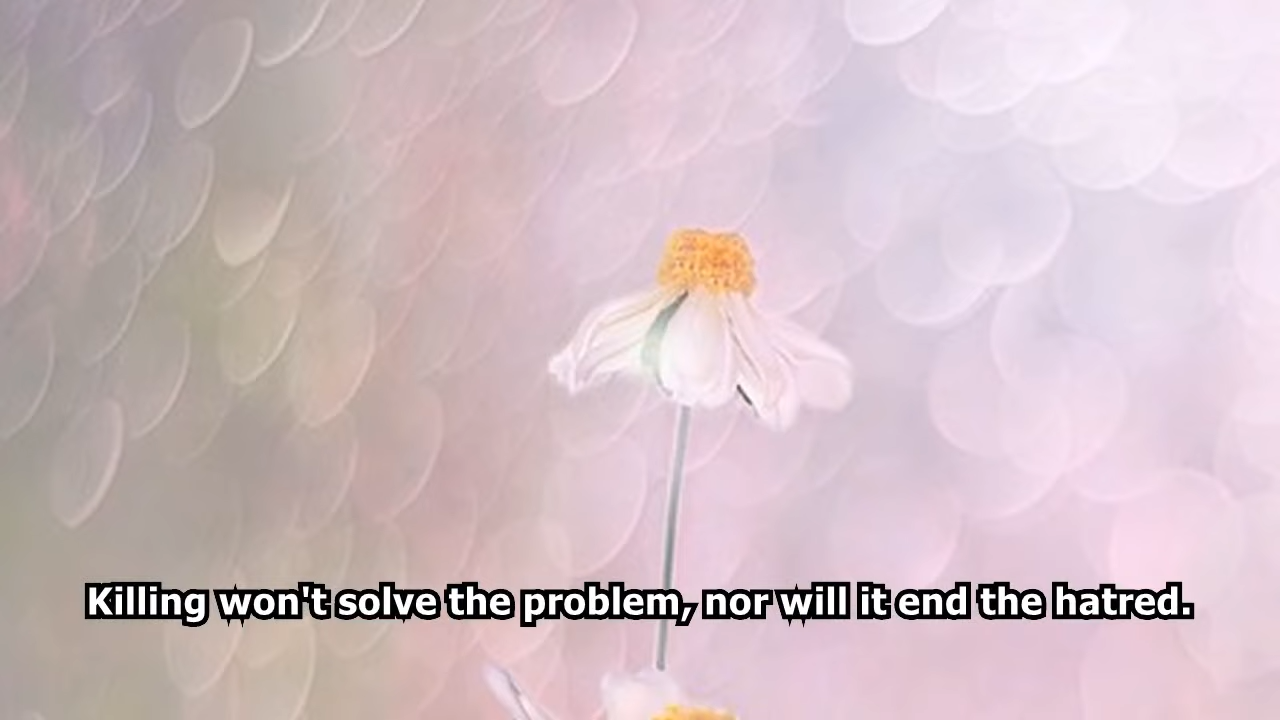 Killing won't solve the problem, nor will it end the hatred.